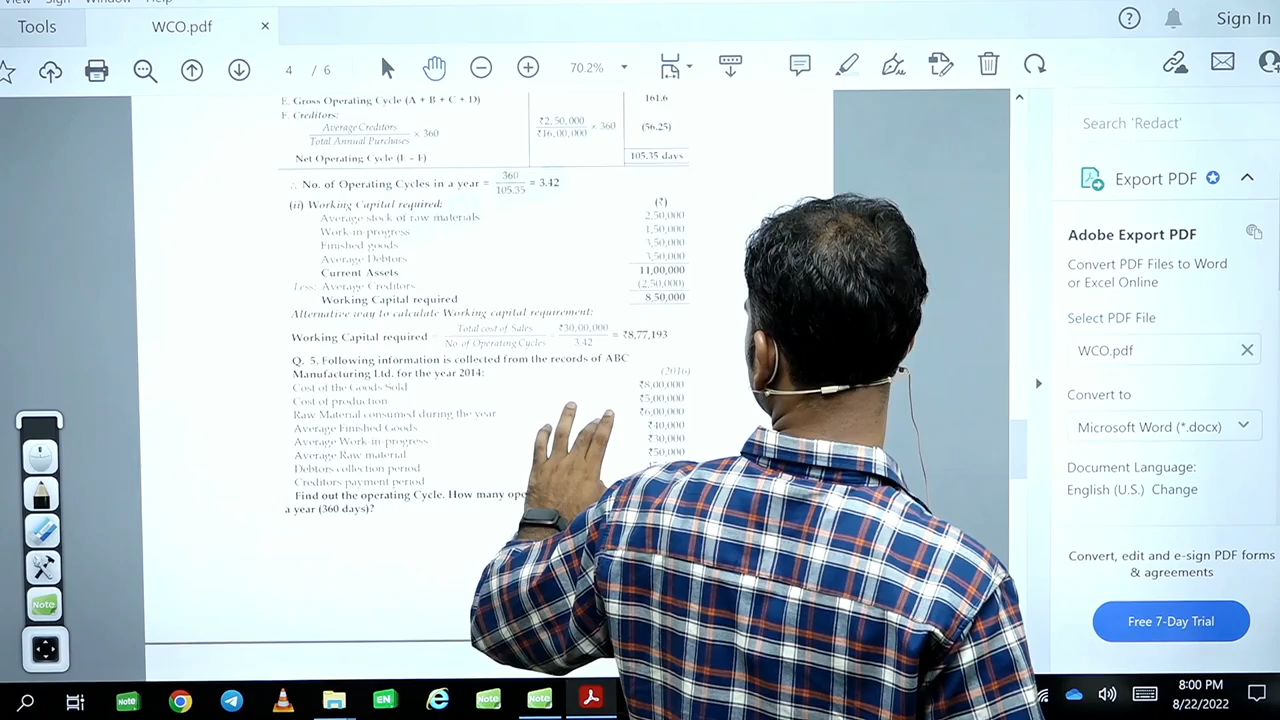 View Sign Window Help
Tools WCO.pdf × Sign In
4 / 6 70.2%
E. Gross Operating Cycle (A + B + C + D) 161.6
F. Creditors:
Average Creditors / Total Annual Purchases × 360 ₹2,50,000 / ₹16,00,000 × 360 (56.25)
Net Operating Cycle (E – F) 105.35 days
∴ No. of Operating Cycles in a year = 360 / 105.35 = 3.42
(ii) Working Capital required: (₹)
Average stock of raw materials 2,50,000
Work-in-progress 1,50,000
Finished goods 3,50,000
Average Debtors 3,50,000
Current Assets 11,00,000
Less: Average Creditors (2,50,000)
Working Capital required 8,50,000
Alternative way to calculate Working capital requirement:
Working Capital required = Total cost of Sales / No. of Operating Cycles = ₹30,00,000 / 3.42 = ₹8,77,193
Q. 5. Following information is collected from the records of ABC
Manufacturing Ltd. for the year 2014: (2016)
Cost of the Goods Sold ₹8,00,000
Cost of production ₹5,00,000
Raw Material consumed during the year ₹6,00,000
Average Finished Goods ₹40,000
Average Work-in-progress ₹30,000
Average Raw material ₹50,000
Debtors collection period
Creditors payment period
Find out the operating Cycle. How many
a year (360 days)?
Search 'Redact'
Export PDF
Adobe Export PDF
Convert PDF Files to Word
or Excel Online
Select PDF File
WCO.pdf
Convert to
Microsoft Word (*.docx)
Document Language:
English (U.S.) Change
Convert, edit and e-sign PDF forms
& agreements
Free 7-Day Trial
Note
Note EN Note Note
8:00 PM
8/22/2022